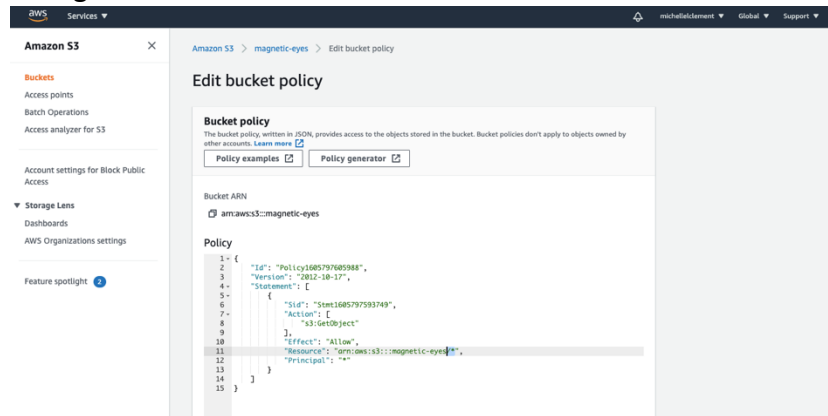 aws Services ▼ michellelclement ▼ Global ▼ Support ▼
Amazon S3 ×
Buckets
Access points
Batch Operations
Access analyzer for S3
Account settings for Block Public
Access
▼ Storage Lens
Dashboards
AWS Organizations settings
Feature spotlight 2
Amazon S3 > magnetic-eyes > Edit bucket policy
Edit bucket policy
Bucket policy
The bucket policy, written in JSON, provides access to the objects stored in the bucket. Bucket policies don't apply to objects owned by
other accounts. Learn more
Policy examples Policy generator
Bucket ARN
arn:aws:s3:::magnetic-eyes
Policy
1 {
2 "Id": "Policy1605797605988",
3 "Version": "2012-10-17",
4 "Statement": [
5 {
6 "Sid": "Stmt1605797593749",
7 "Action": [
8 "s3:GetObject"
9 ],
10 "Effect": "Allow",
11 "Resource": "arn:aws:s3:::magnetic-eyes/*",
12 "Principal": "*"
13 }
14 ]
15 }